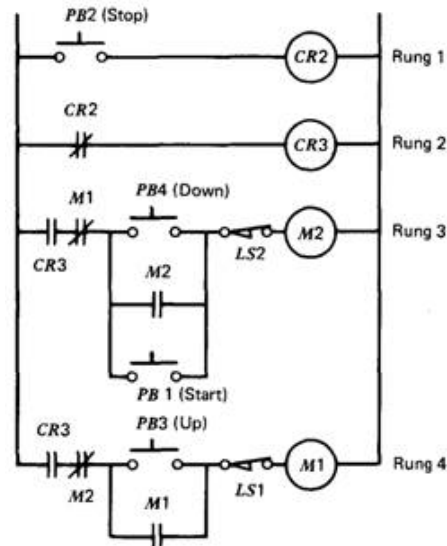 PB2 (Stop)
CR2
Rung 1
CR2
CR3
Rung 2
PB4 (Down)
M1
CR3
LS2
M2
Rung 3
M2
PB 1 (Start)
PB3 (Up)
CR3
M2
LS1
M1
Rung 4
M1